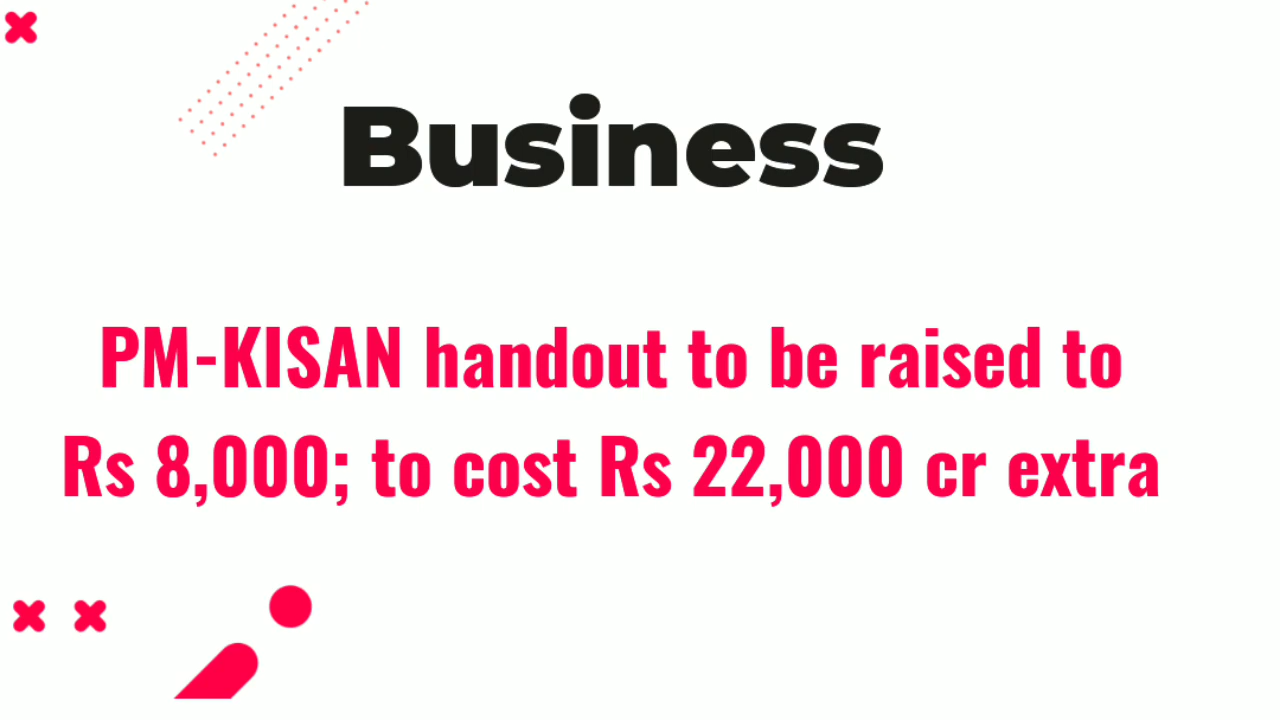 Business
PM-KISAN handout to be raised to
Rs 8,000; to cost Rs 22,000 cr extra